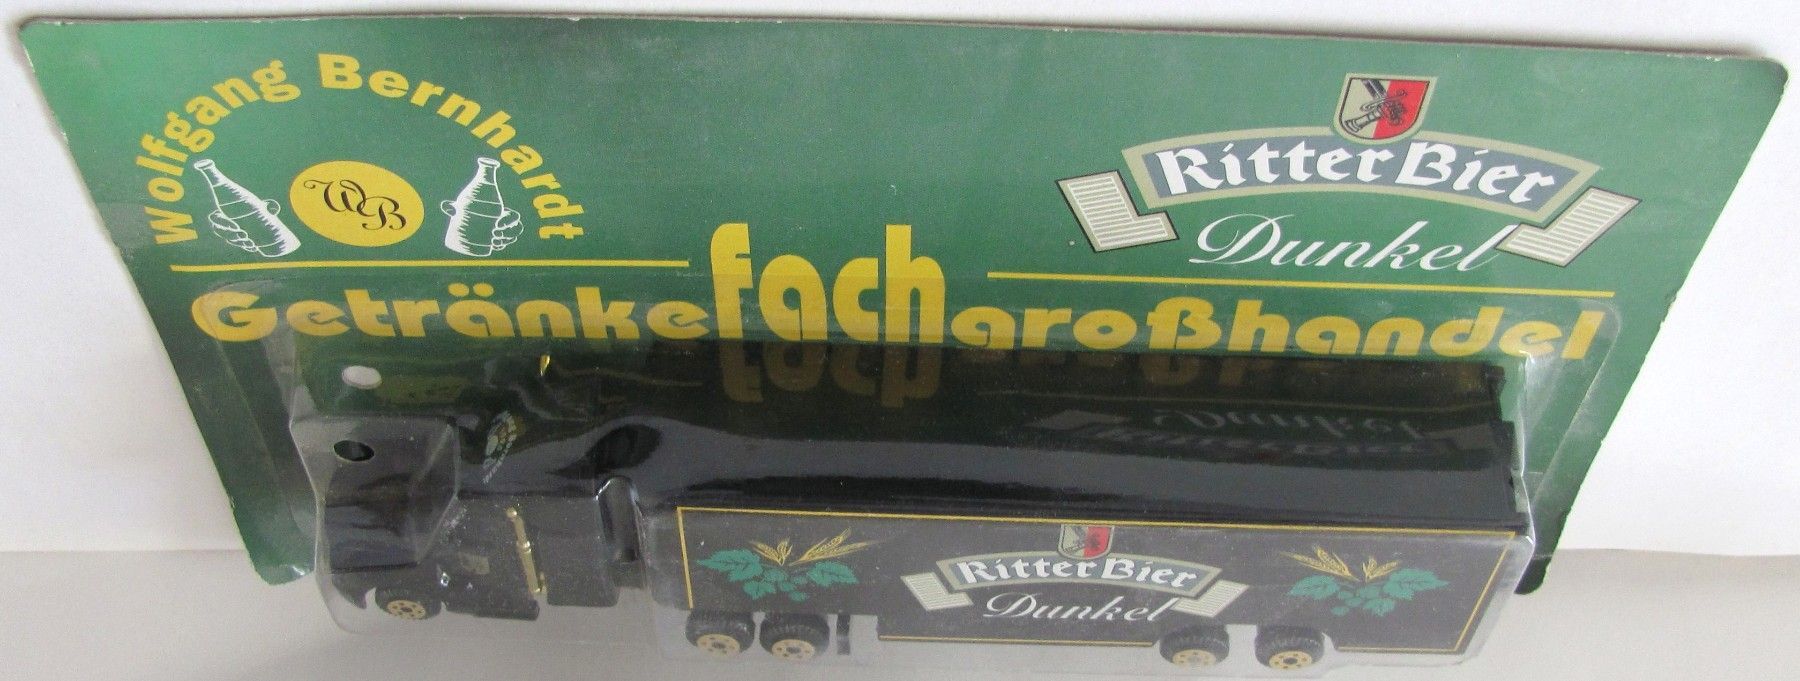 Wolfgang Bernhardt
WB
Ritter Bier
Dunkel
Getränkefachgroßhandel
Ritter Bier
Dunkel